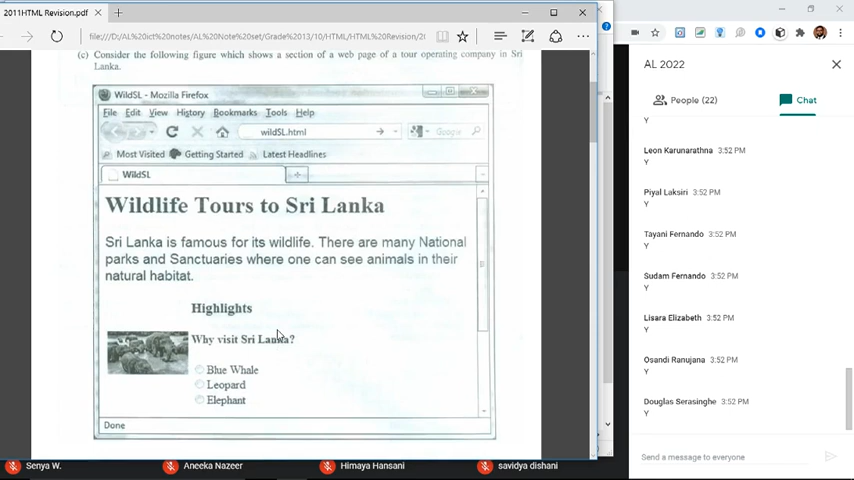 2011HTML Revision.pdf
file:///D:/AL ict/notes/AL%20Note%20set/Grade%2013/10/HTML/HTML%20Revision/2
(c) Consider the following figure which shows a section of a web page of a tour operating company in Sri
Lanka.
WildSL - Mozilla Firefox
File Edit View History Bookmarks Tools Help
wildSL.html
Google
Most Visited Getting Started Latest Headlines
WildSL
Wildlife Tours to Sri Lanka
Sri Lanka is famous for its wildlife. There are many National
parks and Sanctuaries where one can see animals in their
natural habitat.
Highlights
Why visit Sri Lanka?
Blue Whale
Leopard
Elephant
Done
AL 2022
People (22) Chat
Y
Leon Karunarathna 3:52 PM
Y
Piyal Laksiri 3:52 PM
Y
Tayani Fernando 3:52 PM
Y
Sudam Fernando 3:52 PM
Y
Lisara Elizabeth 3:52 PM
Y
Osandi Ranujana 3:52 PM
Y
Douglas Serasinghe 3:52 PM
Y
Send a message to everyone
Senya W. Aneeka Nazeer Himaya Hansani savidya dishani